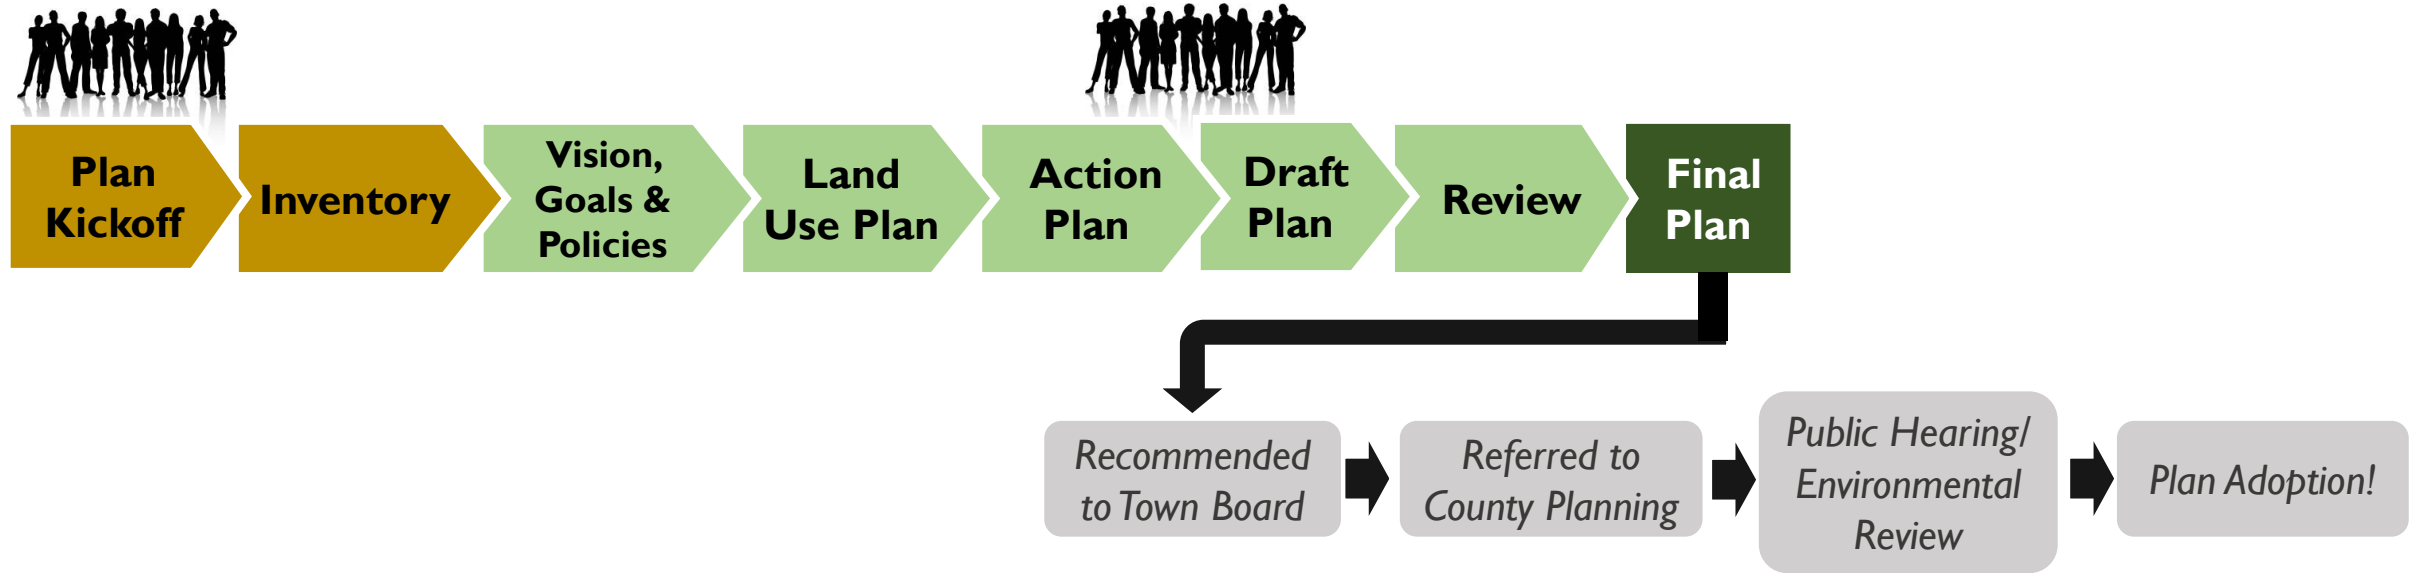 Plan
Kickoff
Inventory
Vision,
Goals &
Policies
Land
Use Plan
Action
Plan
Draft
Plan
Review
Final
Plan
Recommended
to Town Board
Referred to
County Planning
Public Hearing/
Environmental
Review
Plan Adoption!